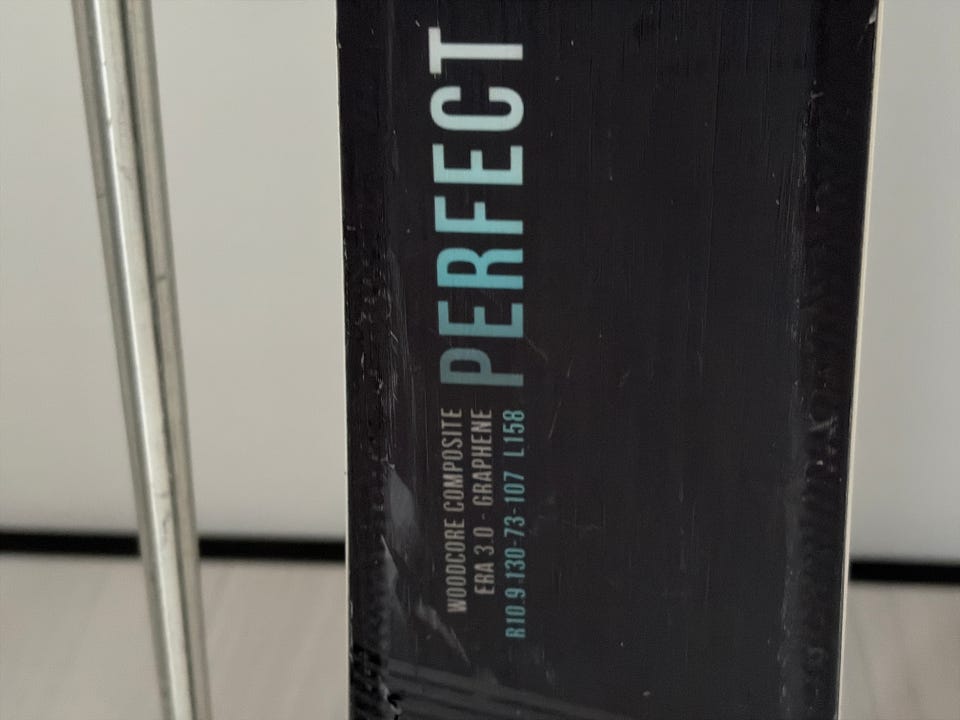 WOODCORE COMPOSITE
ERA 3.0 - GRAPHENE
R10.9 130-73-107 L158
PERFECT